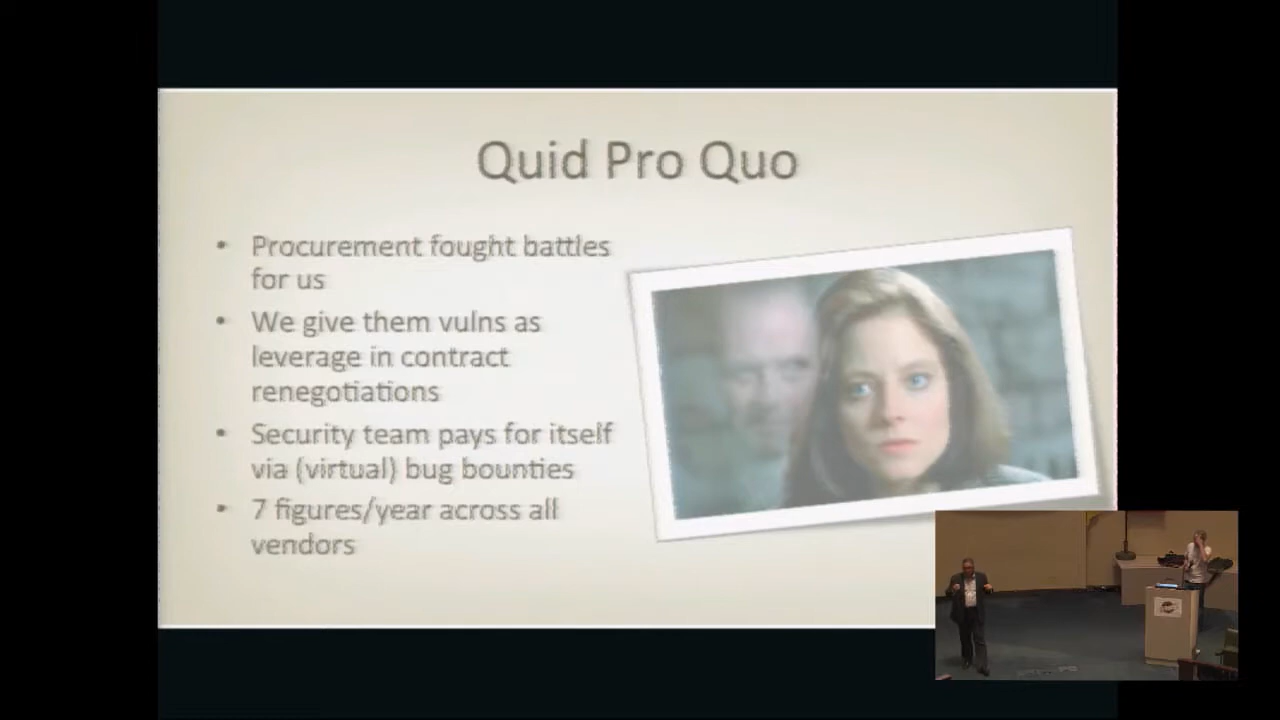 Quid Pro Quo
• Procurement fought battles
for us
• We give them vulns as
leverage in contract
renegotiations
• Security team pays for itself
via (virtual) bug bounties
• 7 figures/year across all
vendors